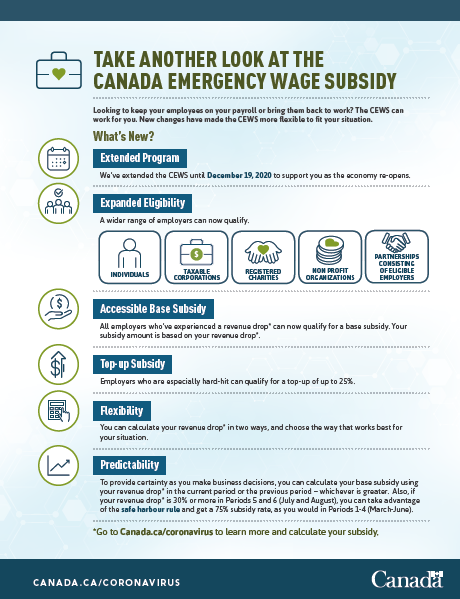 TAKE ANOTHER LOOK AT THE
CANADA EMERGENCY WAGE SUBSIDY
Looking to keep your employees on your payroll or bring them back to work? The CEWS can
work for you. New changes have made the CEWS more flexible to fit your situation.
What's New?
Extended Program
We've extended the CEWS until December 19, 2020 to support you as the economy re-opens.
Expanded Eligibility
A wider range of employers can now qualify.
INDIVIDUALS
TAXABLE
CORPORATIONS
REGISTERED
CHARITIES
NON PROFIT
ORGANIZATIONS
PARTNERSHIPS
CONSISTING
OF ELIGIBLE
EMPLOYERS
Accessible Base Subsidy
All employers who've experienced a revenue drop* can now qualify for a base subsidy. Your
subsidy amount is based on your revenue drop*.
Top-up Subsidy
Employers who are especially hard-hit can qualify for a top-up of up to 25%.
Flexibility
You can calculate your revenue drop* in two ways, and choose the way that works best for
your situation.
Predictability
To provide certainty as you make business decisions, you can calculate your base subsidy using
your revenue drop* in the current period or the previous period – whichever is greater. Also, if
your revenue drop* is 30% or more in Periods 5 and 6 (July and August), you can take advantage
of the safe harbour rule and get a 75% subsidy rate, as you would in Periods 1-4 (March-June).
*Go to Canada.ca/coronavirus to learn more and calculate your subsidy.
CANADA.CA/CORONAVIRUS
Canada